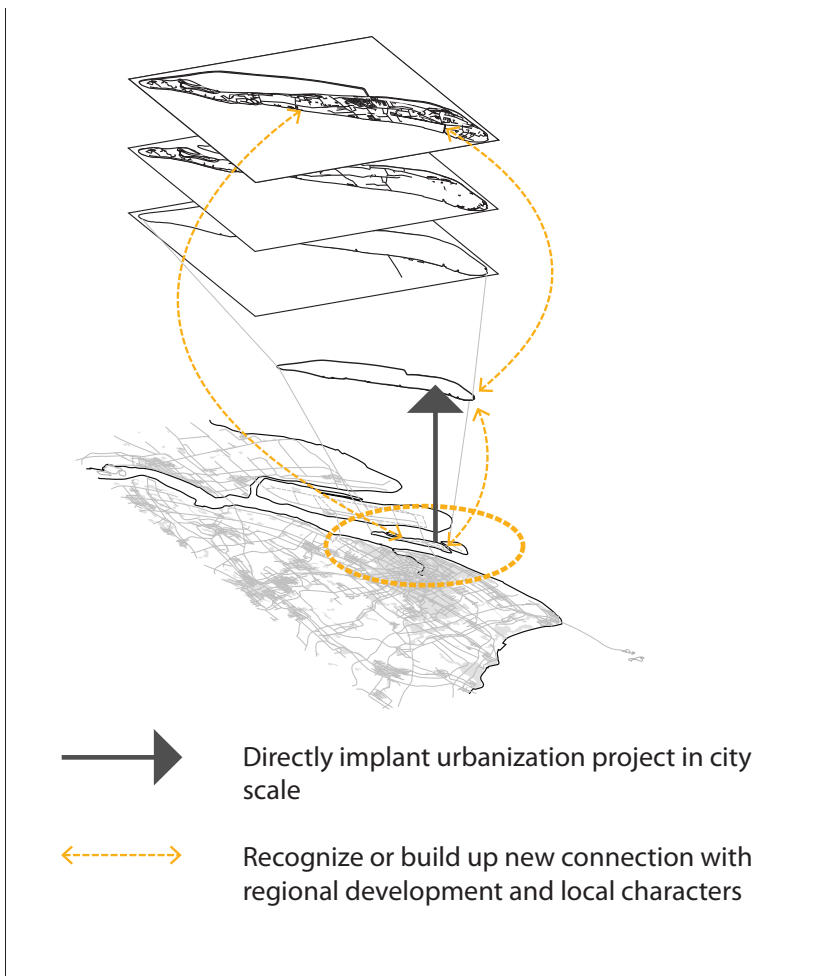 Directly implant urbanization project in city
scale
Recognize or build up new connection with
regional development and local characters